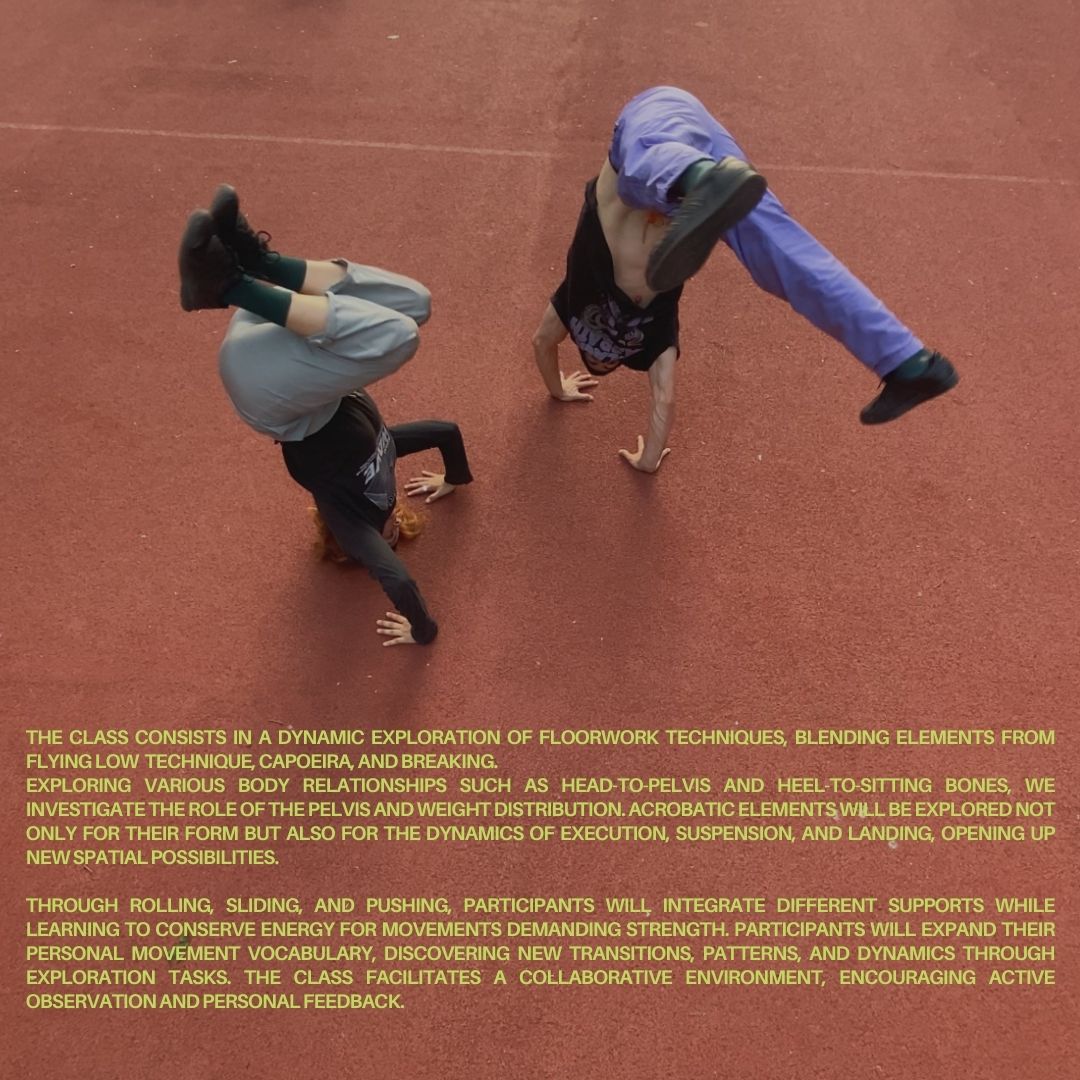 THE CLASS CONSISTS IN A DYNAMIC EXPLORATION OF FLOORWORK TECHNIQUES, BLENDING ELEMENTS FROM
FLYING LOW TECHNIQUE, CAPOEIRA, AND BREAKING.
EXPLORING VARIOUS BODY RELATIONSHIPS SUCH AS HEAD-TO-PELVIS AND HEEL-TO-SITTING BONES, WE
INVESTIGATE THE ROLE OF THE PELVIS AND WEIGHT DISTRIBUTION. ACROBATIC ELEMENTS WILL BE EXPLORED NOT
ONLY FOR THEIR FORM BUT ALSO FOR THE DYNAMICS OF EXECUTION, SUSPENSION, AND LANDING, OPENING UP
NEW SPATIAL POSSIBILITIES.
THROUGH ROLLING, SLIDING, AND PUSHING, PARTICIPANTS WILL INTEGRATE DIFFERENT SUPPORTS WHILE
LEARNING TO CONSERVE ENERGY FOR MOVEMENTS DEMANDING STRENGTH. PARTICIPANTS WILL EXPAND THEIR
PERSONAL MOVEMENT VOCABULARY, DISCOVERING NEW TRANSITIONS, PATTERNS, AND DYNAMICS THROUGH
EXPLORATION TASKS. THE CLASS FACILITATES A COLLABORATIVE ENVIRONMENT, ENCOURAGING ACTIVE
OBSERVATION AND PERSONAL FEEDBACK.